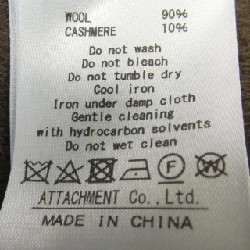 WOOL 90%
CASHMERE 10%
Do not wash
Do not bleach
Do not tumble dry
Cool iron
Iron under damp cloth
Gentle cleaning
with hydrocarbon solvents
Do not wet clean
F
W
ATTACHMENT Co.,.Ltd.
MADE IN CHINA